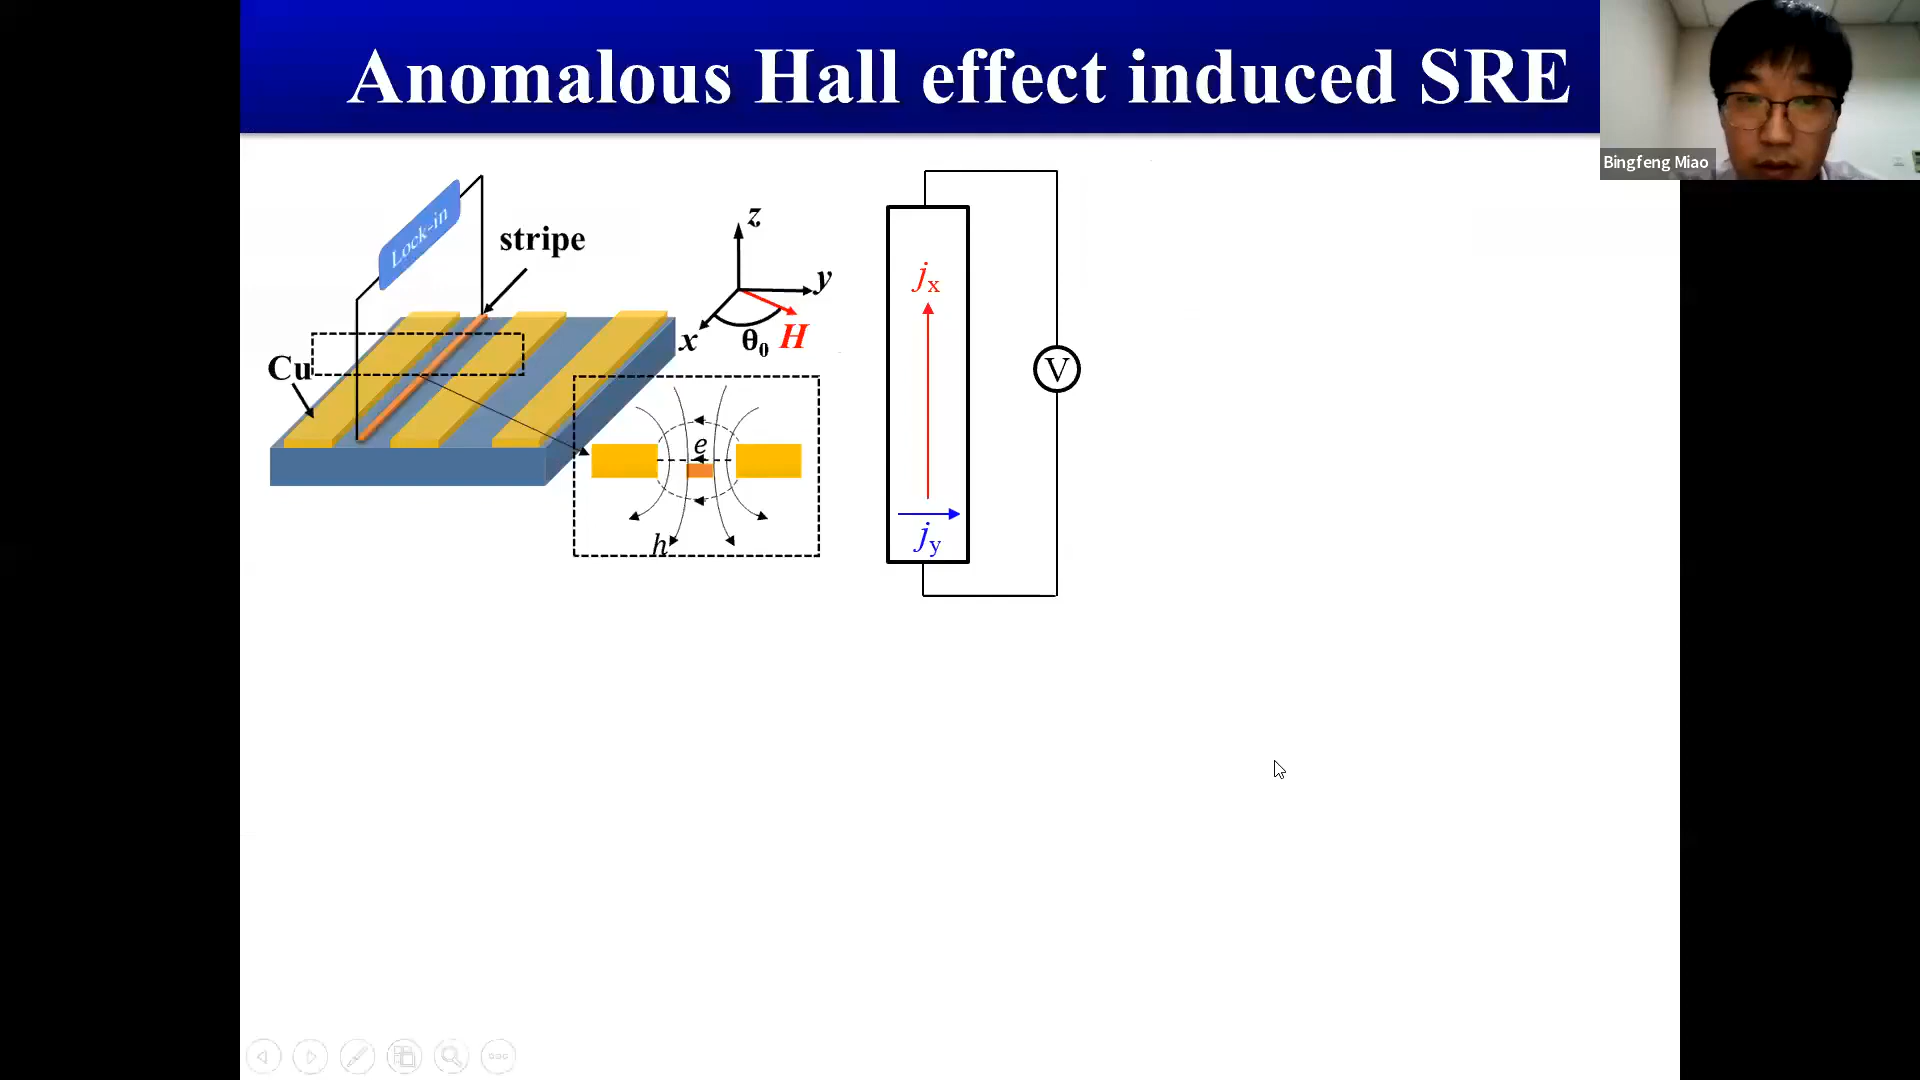 Anomalous Hall effect induced SRE
Bingfeng Miao
Lock-in
stripe
Cu
z
y
x
θ0
H
e
h
jx
jy
V